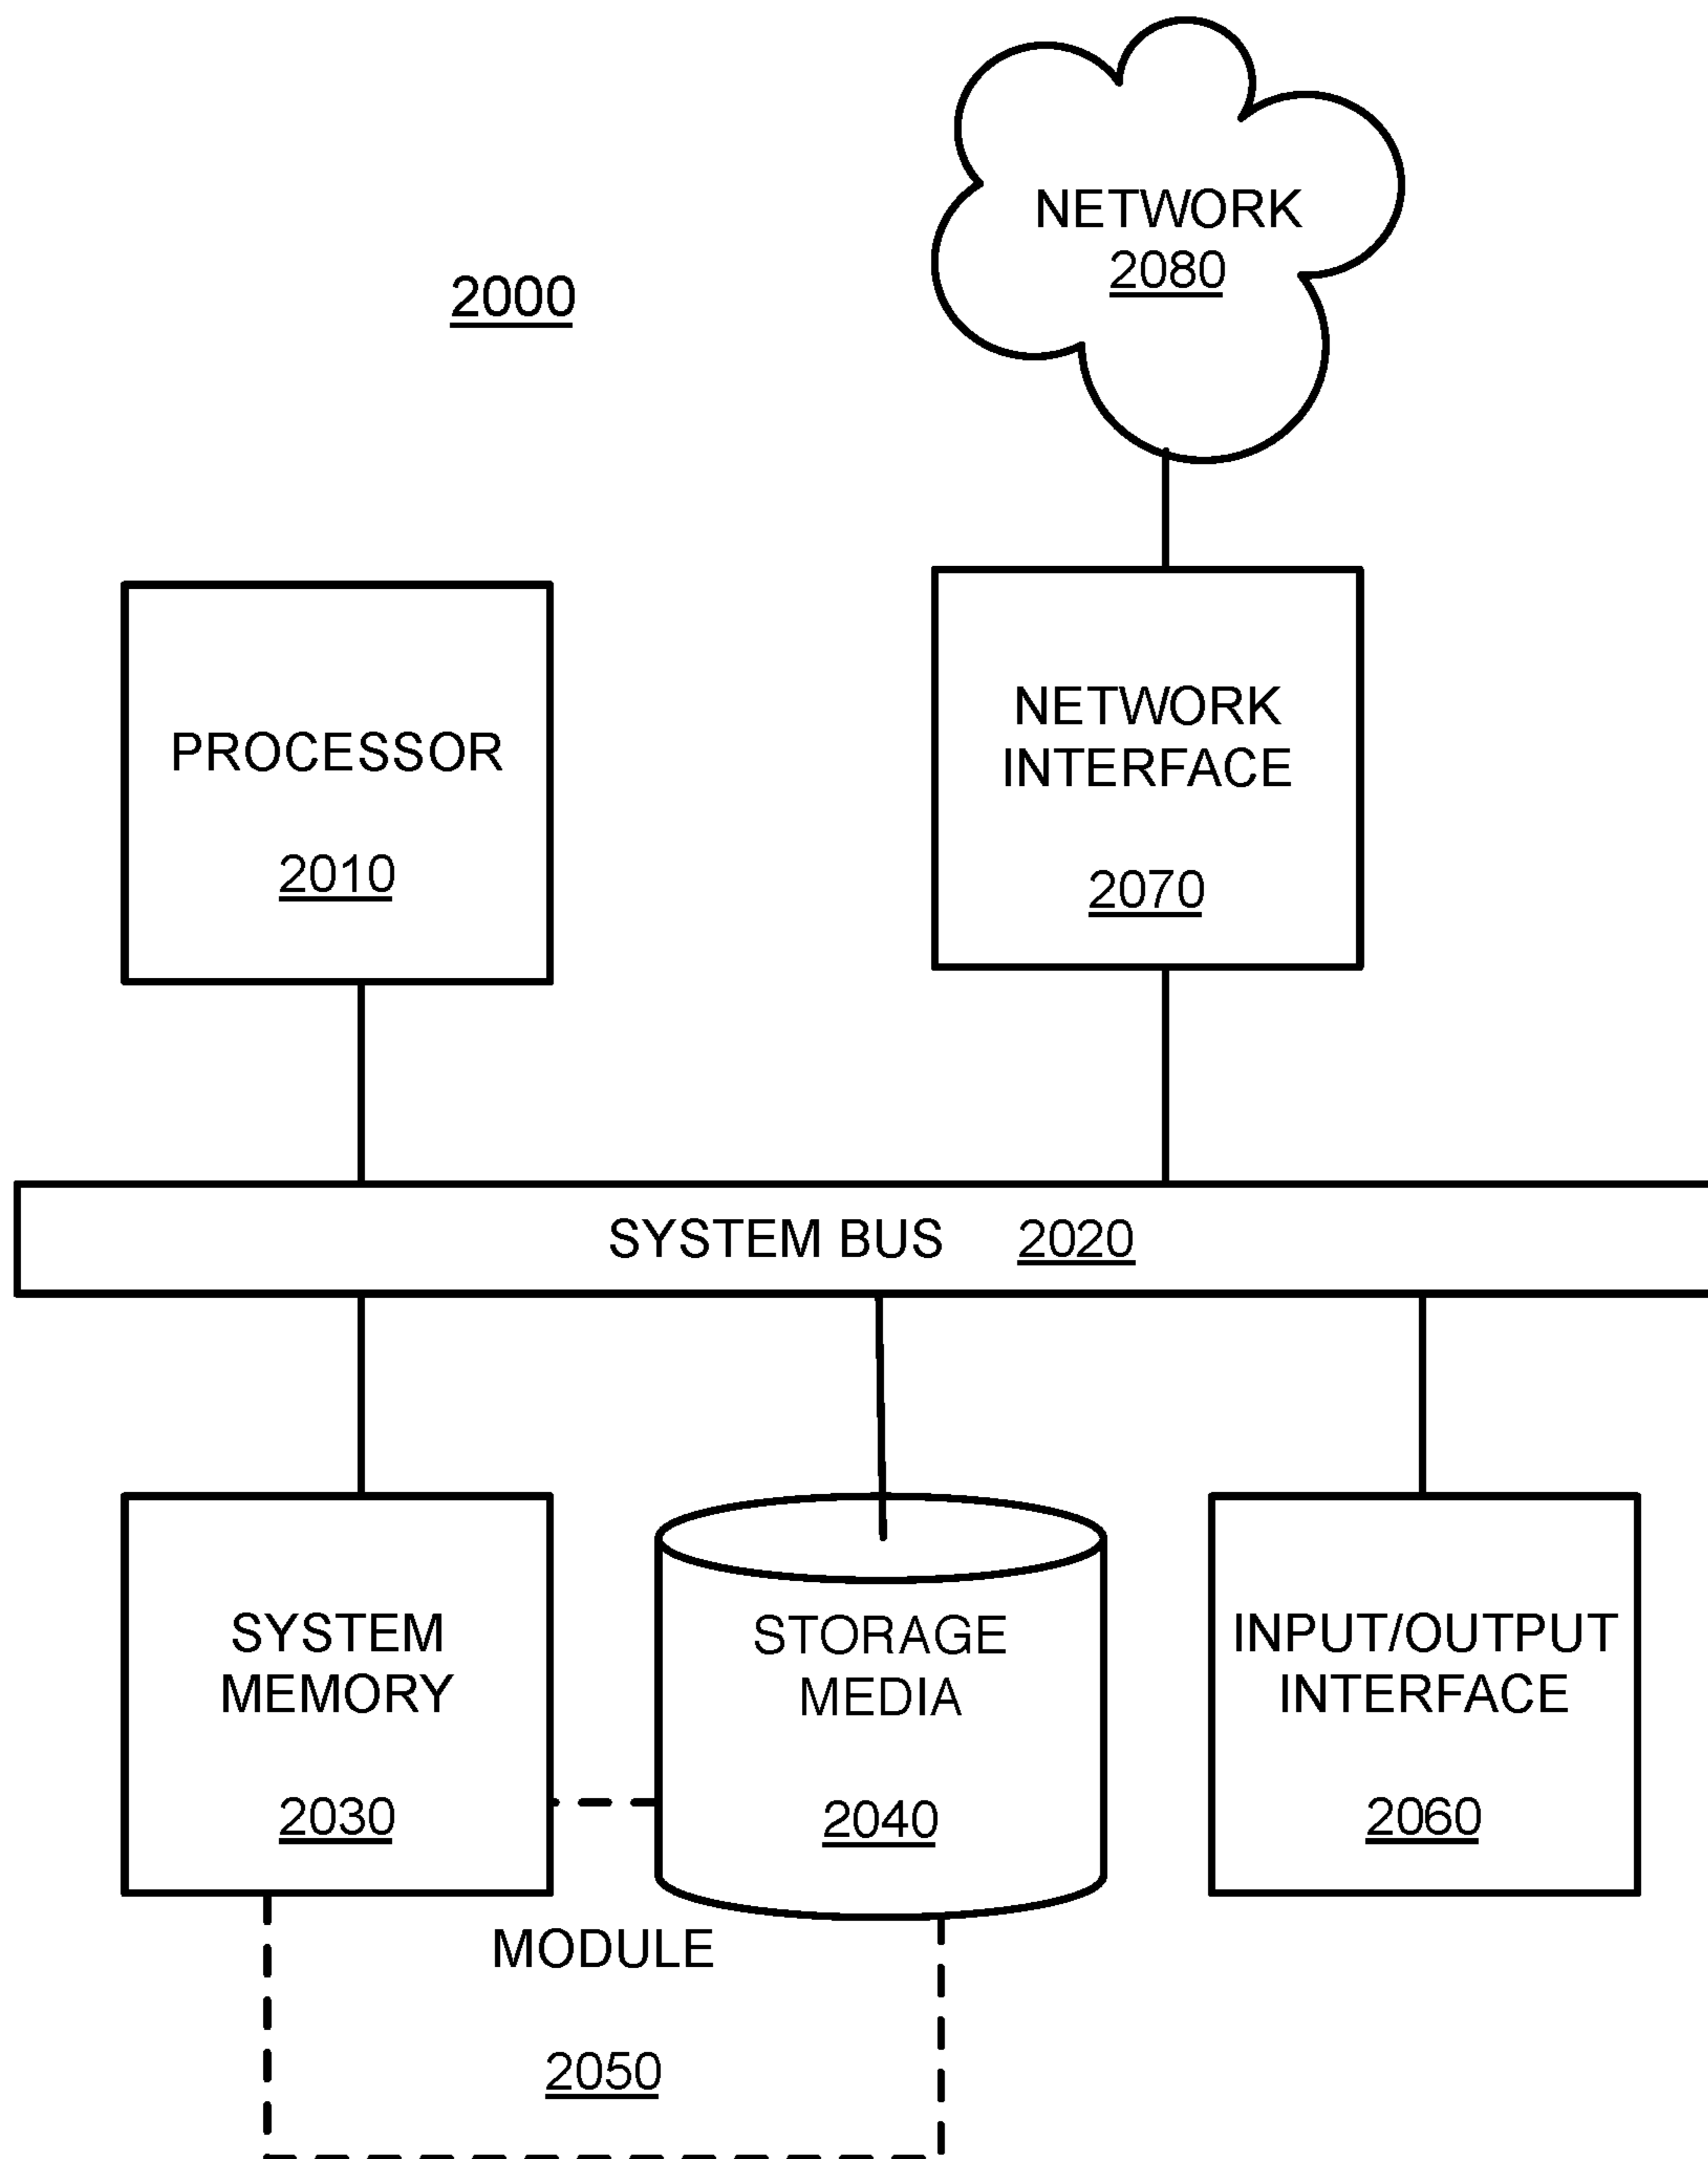 NETWORK
2080
2000
PROCESSOR
2010
NETWORK
INTERFACE
2070
SYSTEM BUS 2020
SYSTEM
MEMORY
2030
STORAGE
MEDIA
2040
INPUT/OUTPUT
INTERFACE
2060
MODULE
2050